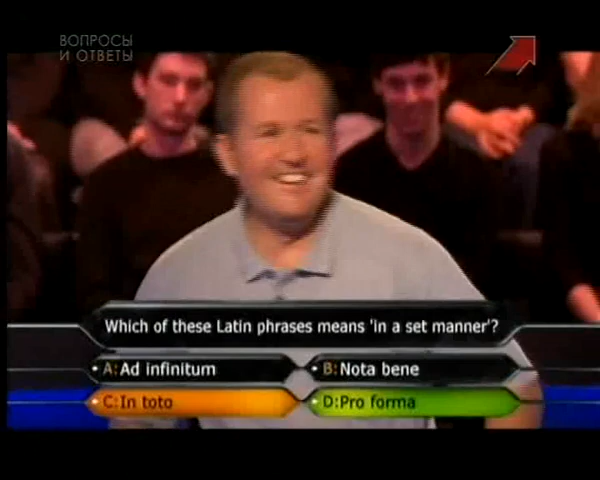 ВОПРОСЫ
И ОТВЕТЫ
Which of these Latin phrases means 'in a set manner'?
A: Ad infinitum
B: Nota bene
C: In toto
D: Pro forma